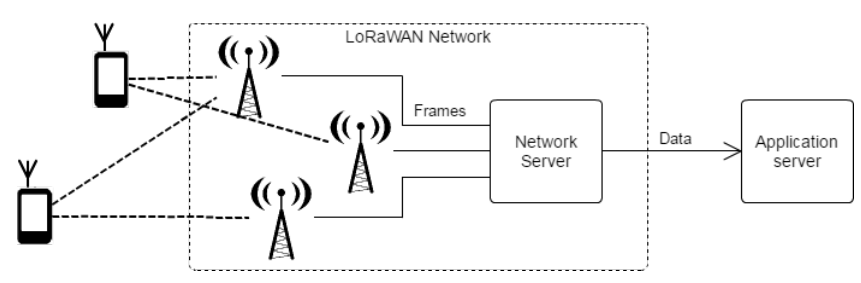 LoRaWAN Network
Frames
Network
Server
Data
Application
server